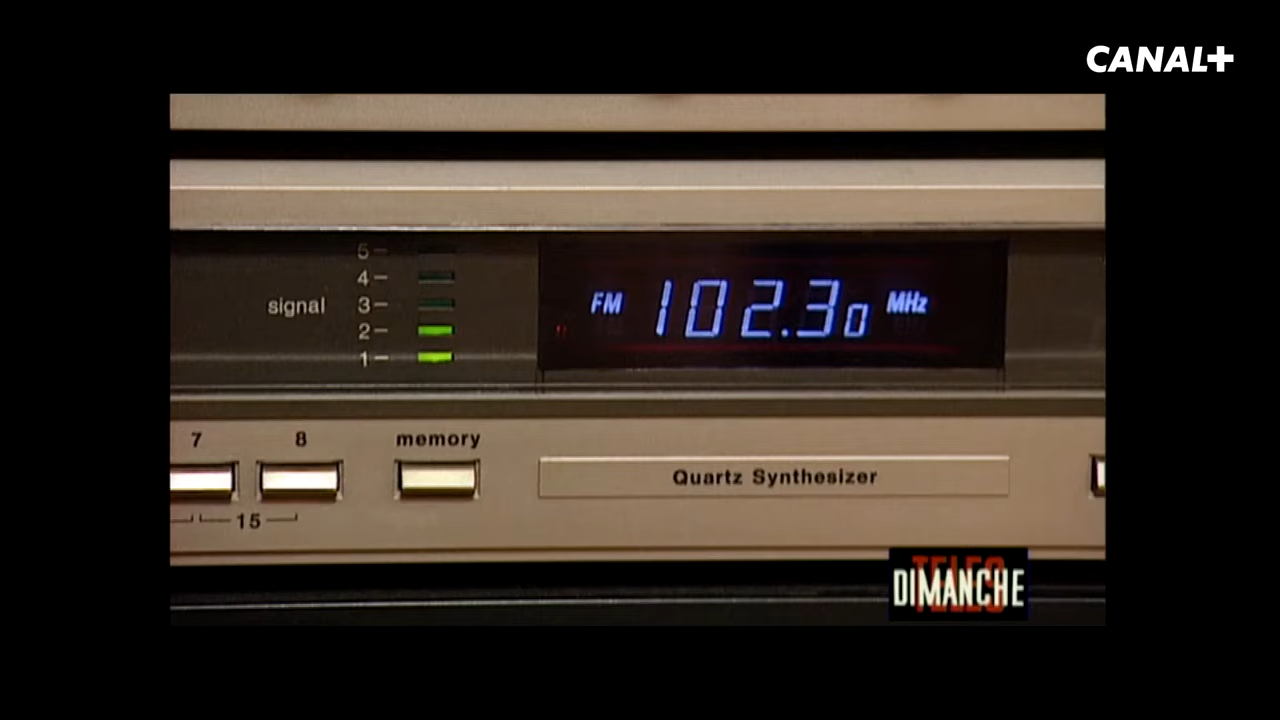 CANAL+
5
4
signal 3
2
1
FM 102.30 MHz
7 8 memory
Quartz Synthesizer
15
TELES
DIMANCHE